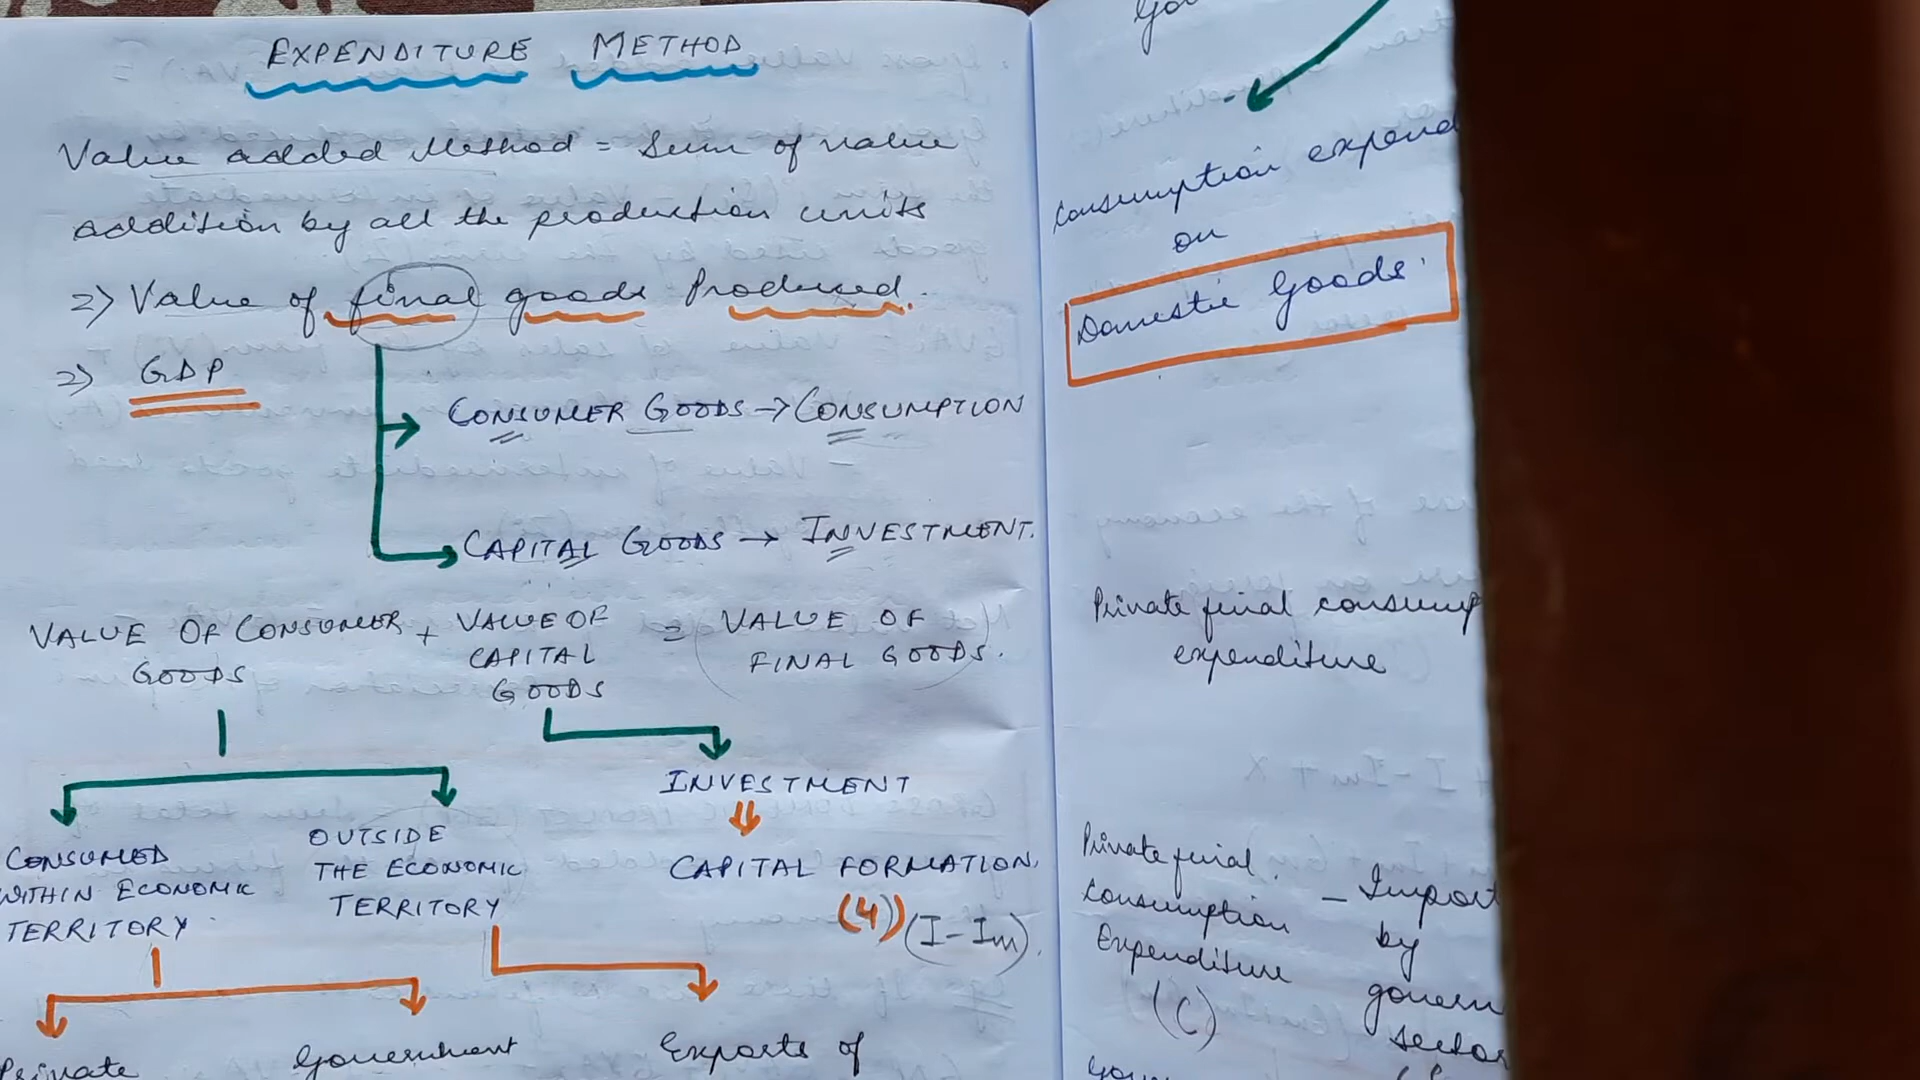 EXPENDITURE METHOD
Value added Method = Sum of value
addition by all the production units
=> Value of final goods Produced.
=> GDP
CONSUMER GOODS → CONSUMPTION
CAPITAL GOODS → INVESTMENT.
VALUE OF CONSUMER GOODS + VALUE OF CAPITAL GOODS = VALUE OF FINAL GOODS.
INVESTMENT
CAPITAL FORMATION.
(4) (I - Im).
CONSUMED
WITHIN ECONOMIC
TERRITORY
OUTSIDE
THE ECONOMIC
TERRITORY
Private
Government
Exports of
Consumption expend
on
Domestic Goods.
Private final consump
expenditure
Private final
Consumption
Expenditure
(C)
- Import
by
govern
sector